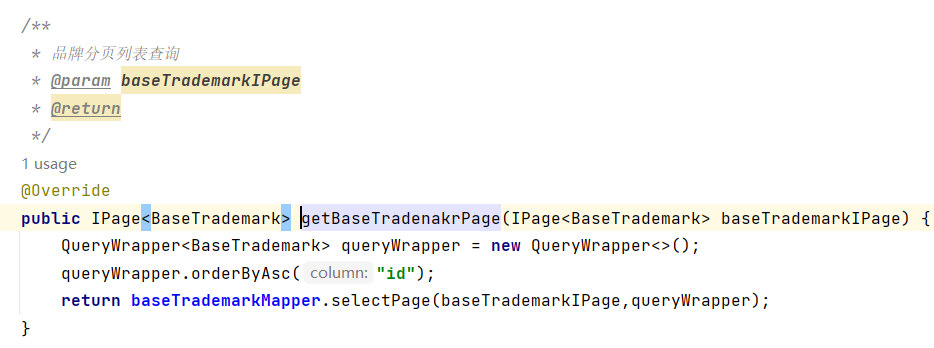 /**
 * 品牌分页列表查询
 * @param baseTrademarkIPage
 * @return
 */
1 usage
@Override
public IPage<BaseTrademark> getBaseTradenakrPage(IPage<BaseTrademark> baseTrademarkIPage) {
    QueryWrapper<BaseTrademark> queryWrapper = new QueryWrapper<>();
    queryWrapper.orderByAsc( column: "id");
    return baseTrademarkMapper.selectPage(baseTrademarkIPage,queryWrapper);
}